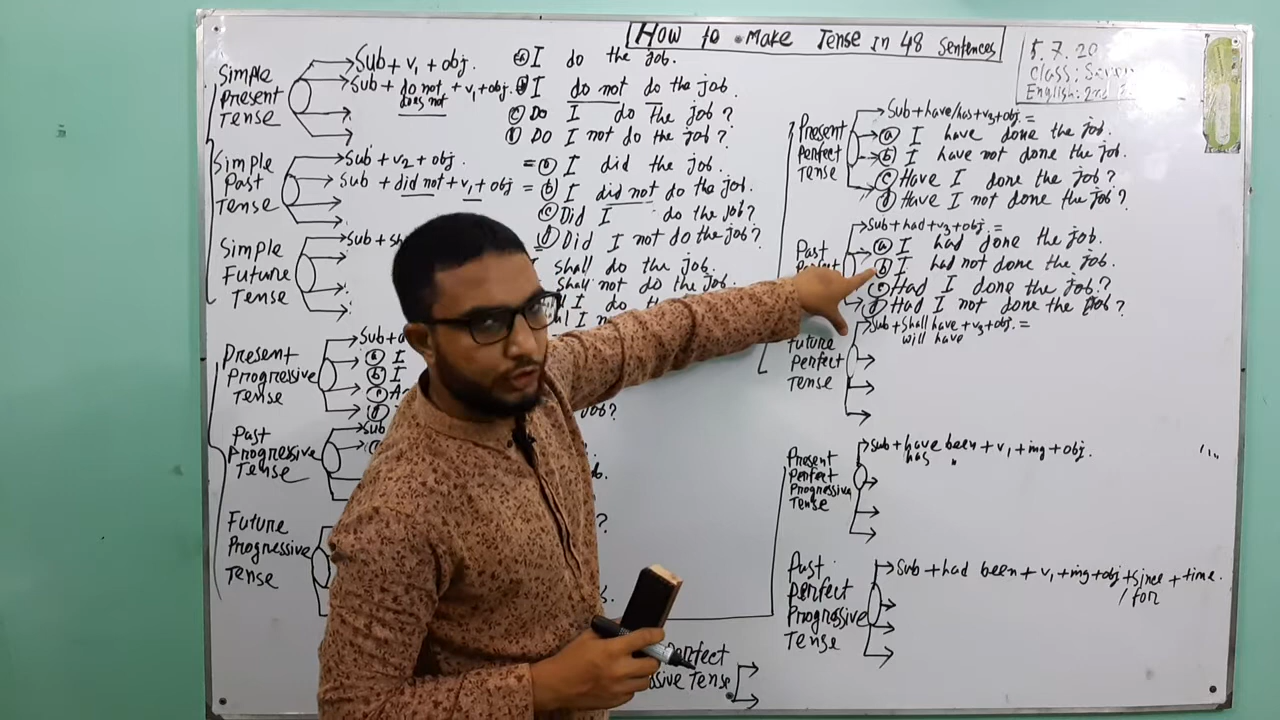 How to Make Tense In 48 Sentences
5.7.20
Class:
English: 2nd
Simple Present Tense
Sub + v1 + obj.
Sub + do not + v1 + obj.
does not
ⓐ I do the job.
I do not do the job.
ⓒ Do I do the job?
ⓓ Do I not do the job?
Simple Past Tense
Sub + v2 + obj.
Sub + did not + v1 + obj
= ⓐ I did the job.
= ⓑ I did not do the job.
ⓒ Did I do the job?
ⓓ Did I not do the job?
Simple Future Tense
Sub +
I shall do the job.
shall not do the job.
I do
I
Present Progressive Tense
Sub +
ⓐ I
ⓑ I
ⓒ
ⓓ
job?
Past Progressive Tense
Sub
Future Progressive Tense
Perfect
Tense
Present Perfect Tense
Sub + have/has + v3 + obj. =
ⓐ I have done the job.
ⓑ I have not done the job.
ⓒ Have I done the job?
ⓓ Have I not done the job?
Past
Sub + had + v3 + obj. =
ⓐ I had done the job.
ⓑ I had not done the job.
ⓒ Had I done the job?
ⓓ Had I not done the job?
Future Perfect Tense
Sub + shall have + v3 + obj. =
will have
Present Perfect Progressive Tense
Sub + have been + v1 + ing + obj.
has "
Past Perfect Progressive Tense
Sub + had been + v1 + ing + obj + since + time.
/ for